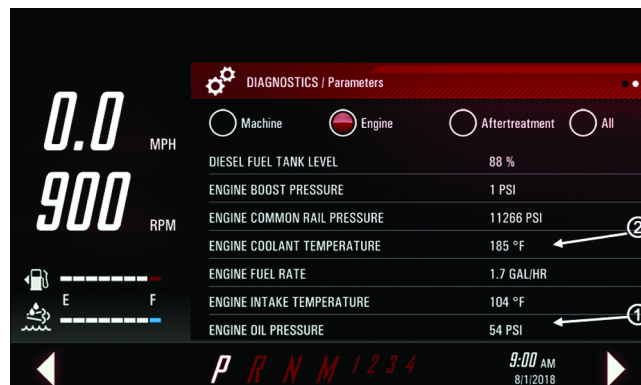 DIAGNOSTICS / Parameters
Machine Engine Aftertreatment All
0.0 MPH
900 RPM
DIESEL FUEL TANK LEVEL 88 %
ENGINE BOOST PRESSURE 1 PSI
ENGINE COMMON RAIL PRESSURE 11266 PSI
ENGINE COOLANT TEMPERATURE 185 °F
2
ENGINE FUEL RATE 1.7 GAL/HR
ENGINE INTAKE TEMPERATURE 104 °F
ENGINE OIL PRESSURE 54 PSI
1
E F
P R N M 1 2 3 4
9:00 AM
8/1/2018